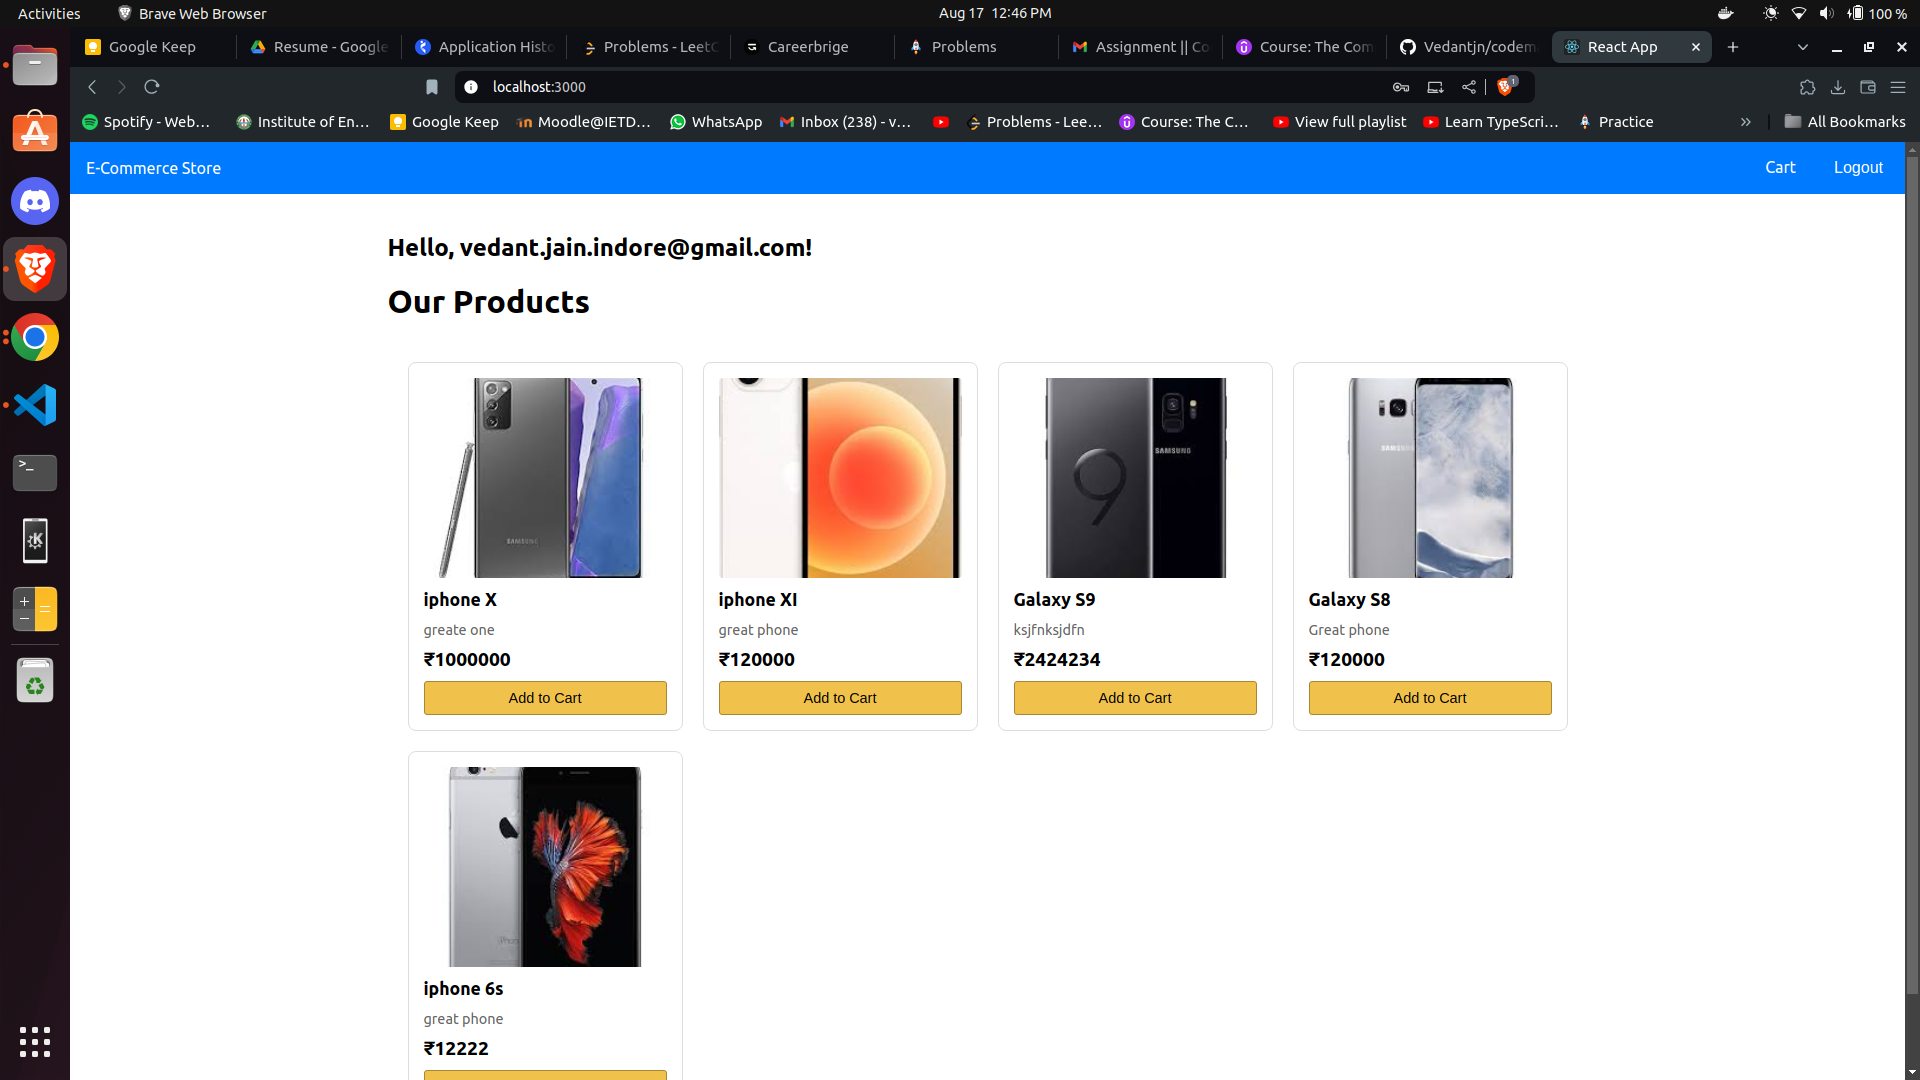 Activities Brave Web Browser Aug 17 12:46 PM 100 %
Google Keep Resume - Google Application Histo Problems - LeetC Careerbrige Problems Assignment || Co Course: The Com Vedantjn/codem React App
localhost:3000 1
Spotify - Web... Institute of En... Google Keep Moodle@IETD... WhatsApp Inbox (238) - v... Problems - Lee... Course: The C... View full playlist Learn TypeScri... Practice » All Bookmarks
E-Commerce Store Cart Logout
Hello, vedant.jain.indore@gmail.com!
Our Products
SAMSUNG
9 SAMSUNG
iphone X iphone XI Galaxy S9 Galaxy S8
greate one great phone ksjfnksjdfn Great phone
₹1000000 ₹120000 ₹2424234 ₹120000
Add to Cart Add to Cart Add to Cart Add to Cart
iphone 6s
great phone
₹12222